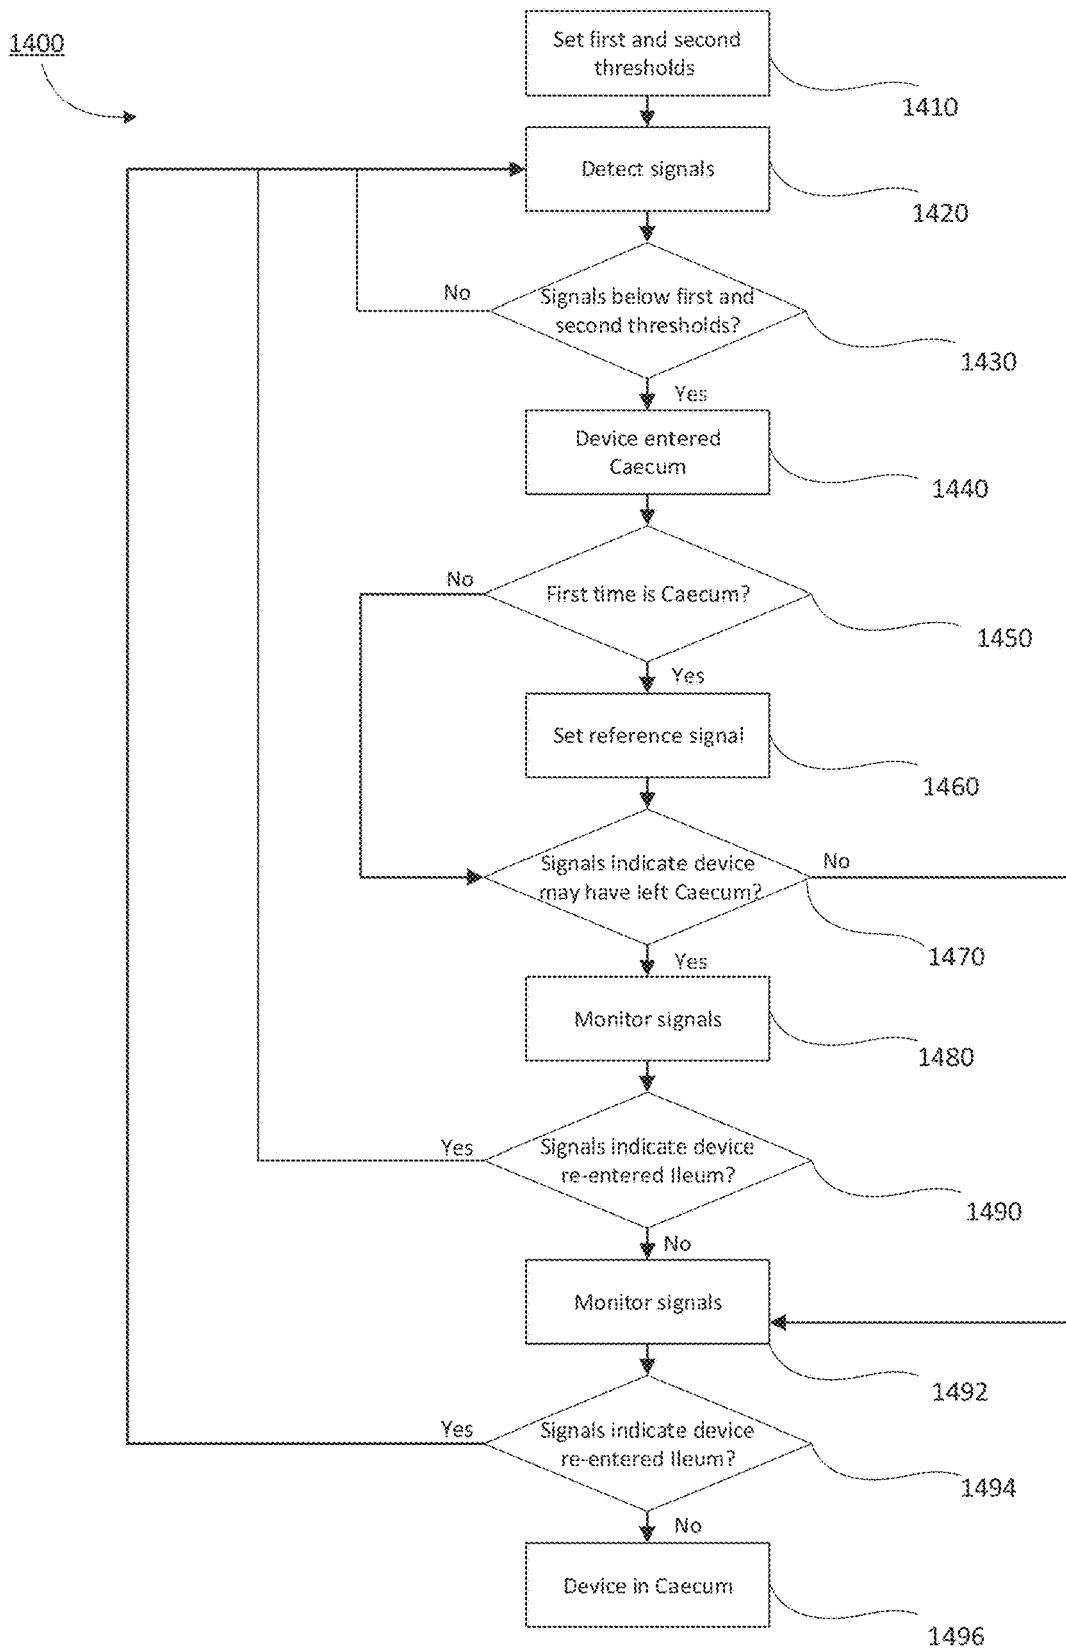 1400
Set first and second
thresholds
1410
Detect signals
1420
No
Signals below first and
second thresholds?
1430
Yes
Device entered
Caecum
1440
No
First time is Caecum?
1450
Yes
Set reference signal
1460
Signals indicate device
may have left Caecum?
No
1470
Yes
Monitor signals
1480
Yes
Signals indicate device
re-entered Ileum?
1490
No
Monitor signals
1492
Yes
Signals indicate device
re-entered Ileum?
1494
No
Device in Caecum
1496